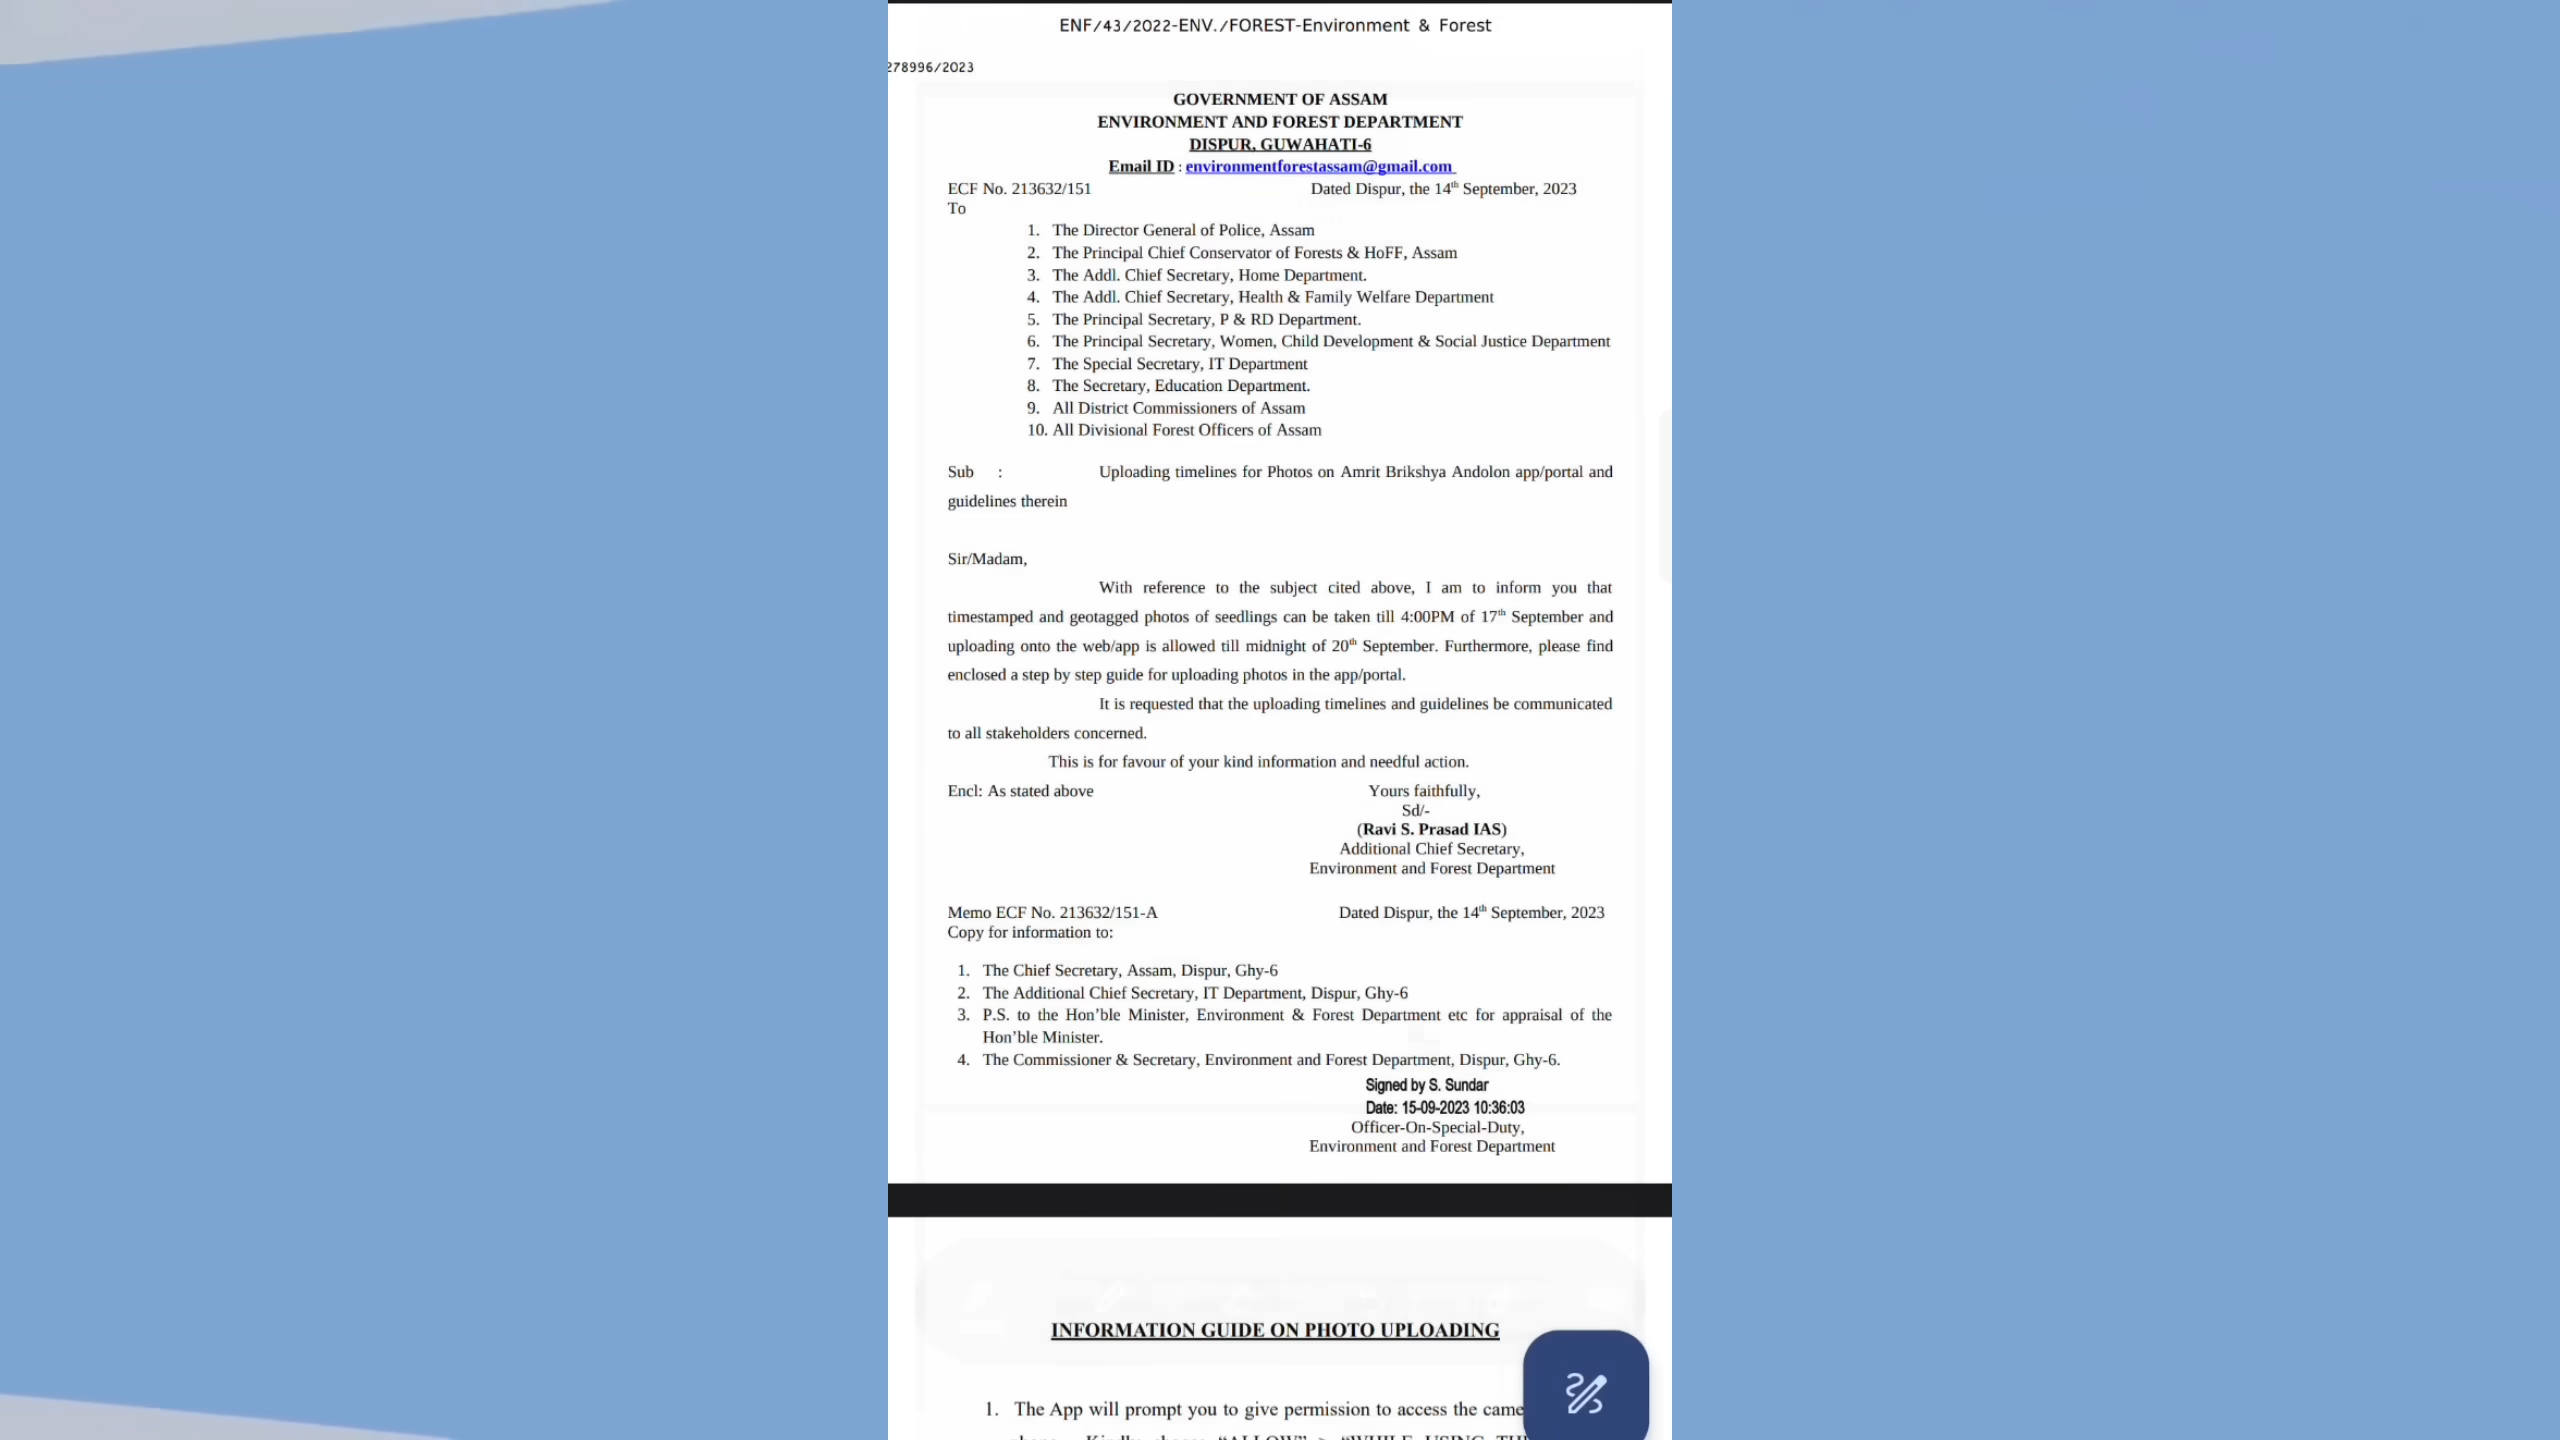 ENF/43/2022-ENV./FOREST-Environment & Forest
278996/2023
GOVERNMENT OF ASSAM
ENVIRONMENT AND FOREST DEPARTMENT
DISPUR, GUWAHATI-6
Email ID : environmentforestassam@gmail.com
ECF No. 213632/151 Dated Dispur, the 14th September, 2023
To
1. The Director General of Police, Assam
2. The Principal Chief Conservator of Forests & HoFF, Assam
3. The Addl. Chief Secretary, Home Department.
4. The Addl. Chief Secretary, Health & Family Welfare Department
5. The Principal Secretary, P & RD Department.
6. The Principal Secretary, Women, Child Development & Social Justice Department
7. The Special Secretary, IT Department
8. The Secretary, Education Department.
9. All District Commissioners of Assam
10. All Divisional Forest Officers of Assam
Sub : Uploading timelines for Photos on Amrit Brikshya Andolon app/portal and
guidelines therein
Sir/Madam,
With reference to the subject cited above, I am to inform you that
timestamped and geotagged photos of seedlings can be taken till 4:00PM of 17th September and
uploading onto the web/app is allowed till midnight of 20th September. Furthermore, please find
enclosed a step by step guide for uploading photos in the app/portal.
It is requested that the uploading timelines and guidelines be communicated
to all stakeholders concerned.
This is for favour of your kind information and needful action.
Encl: As stated above Yours faithfully,
Sd/-
(Ravi S. Prasad IAS)
Additional Chief Secretary,
Environment and Forest Department
Memo ECF No. 213632/151-A Dated Dispur, the 14th September, 2023
Copy for information to:
1. The Chief Secretary, Assam, Dispur, Ghy-6
2. The Additional Chief Secretary, IT Department, Dispur, Ghy-6
3. P.S. to the Hon’ble Minister, Environment & Forest Department etc for appraisal of the
Hon’ble Minister.
4. The Commissioner & Secretary, Environment and Forest Department, Dispur, Ghy-6.
Signed by S. Sundar
Date: 15-09-2023 10:36:03
Officer-On-Special-Duty,
Environment and Forest Department
INFORMATION GUIDE ON PHOTO UPLOADING
1. The App will prompt you to give permission to access the came